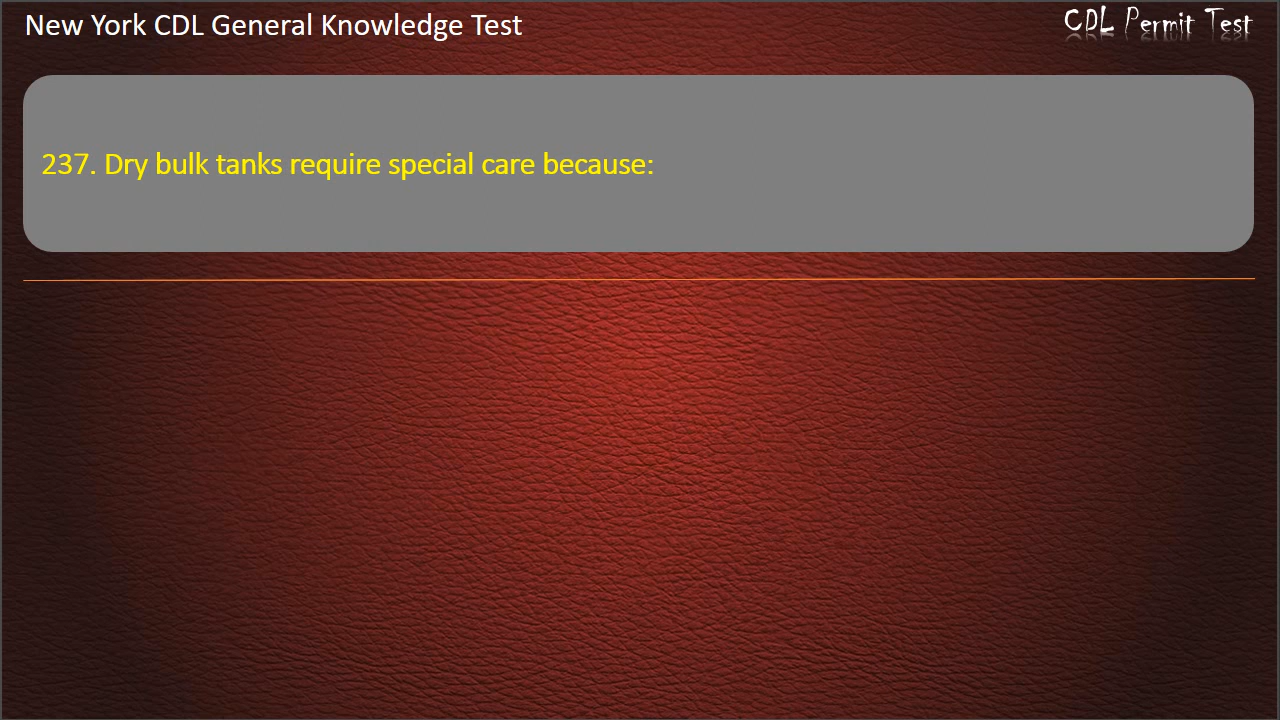 New York CDL General Knowledge Test
CDL Permit Test
237. Dry bulk tanks require special care because: